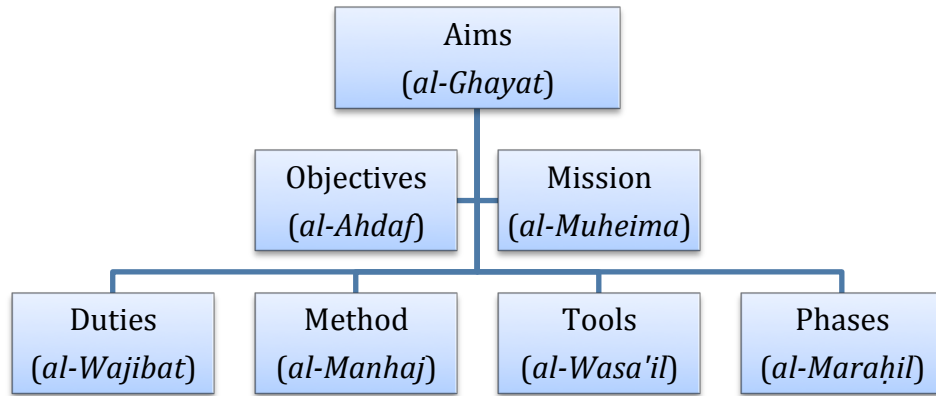 Aims
(al-Ghayat)
Objectives
(al-Ahdaf)
Mission
(al-Muheima)
Duties
(al-Wajibat)
Method
(al-Manhaj)
Tools
(al-Wasa'il)
Phases
(al-Maraḥil)